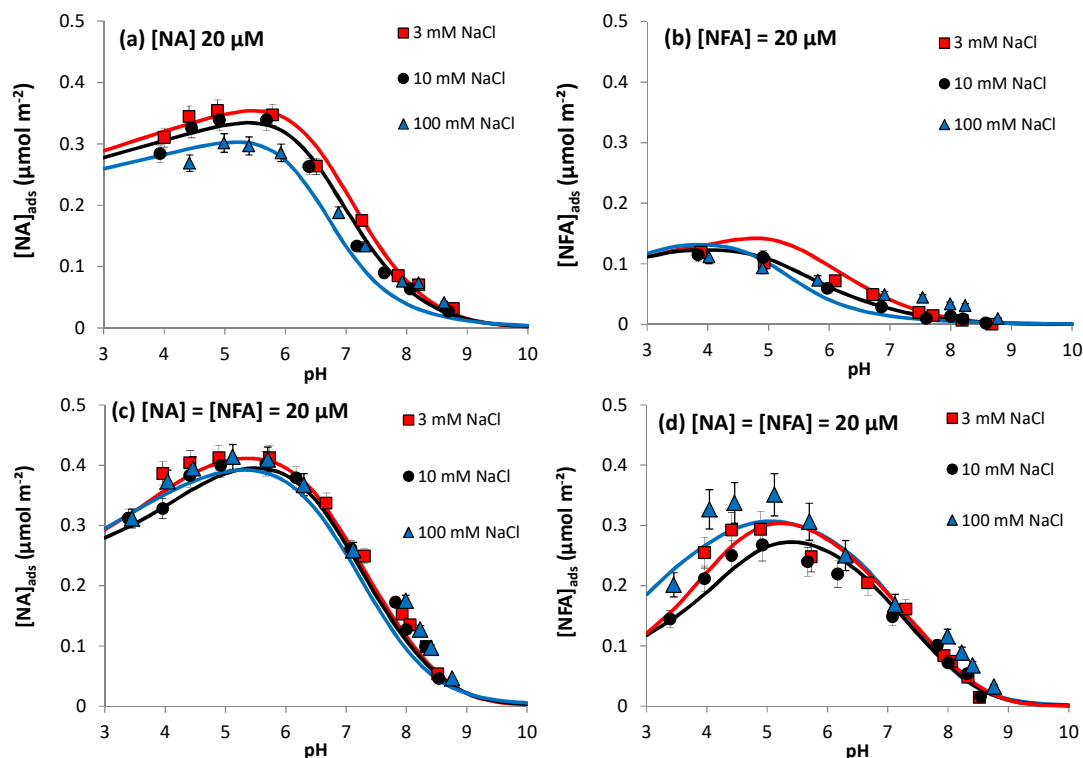 (a) [NA] 20 µM
3 mM NaCl
10 mM NaCl
100 mM NaCl
[NA]ads (µmol m⁻²)
0.5
0.4
0.3
0.2
0.1
0
3 4 5 6 7 8 9 10
pH
(b) [NFA] = 20 µM
3 mM NaCl
10 mM NaCl
100 mM NaCl
[NFA]ads (µmol m⁻²)
0.5
0.4
0.3
0.2
0.1
0
3 4 5 6 7 8 9 10
pH
(c) [NA] = [NFA] = 20 µM
3 mM NaCl
10 mM NaCl
100 mM NaCl
[NA]ads (µmol m⁻²)
0.5
0.4
0.3
0.2
0.1
0
3 4 5 6 7 8 9 10
pH
(d) [NA] = [NFA] = 20 µM
3 mM NaCl
10 mM NaCl
100 mM NaCl
[NFA]ads (µmol m⁻²)
0.5
0.4
0.3
0.2
0.1
0
3 4 5 6 7 8 9 10
pH